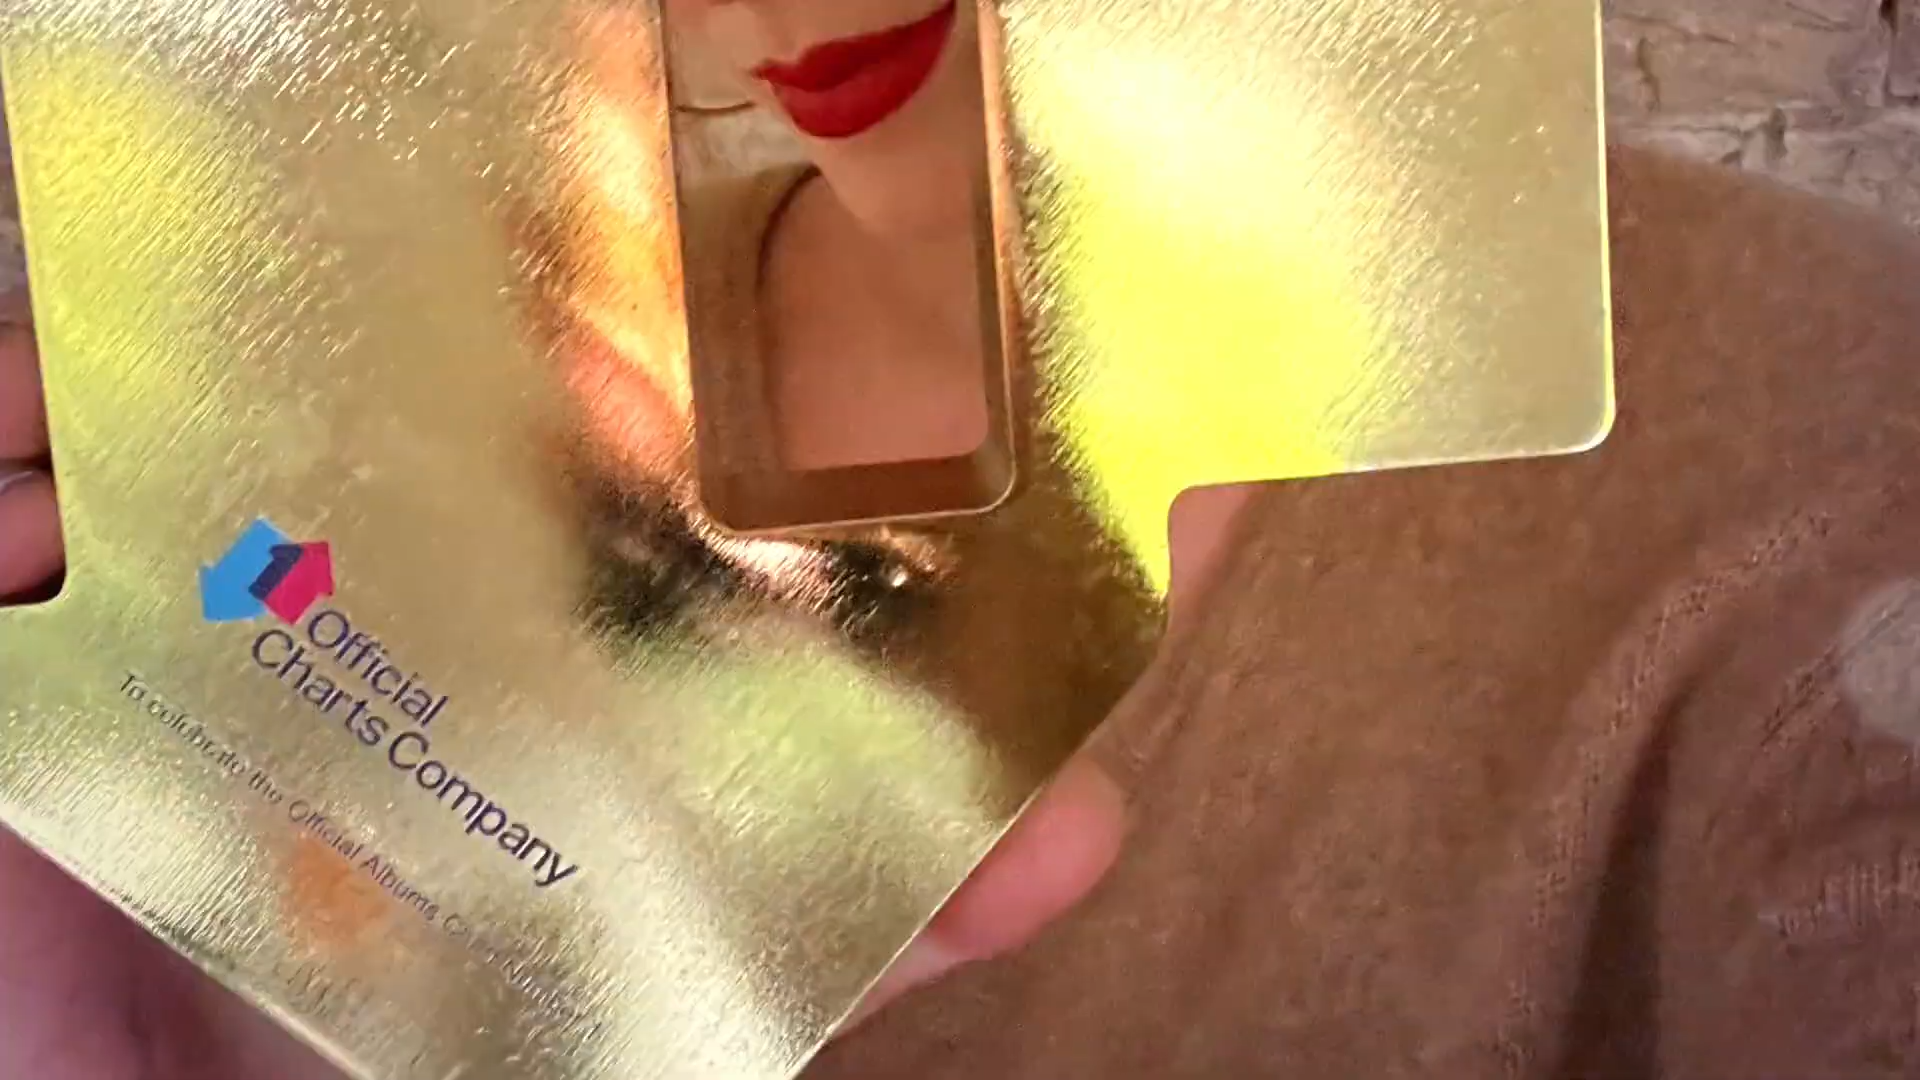 Official
Charts Company
To celebrate the Official Albums Chart Number 1